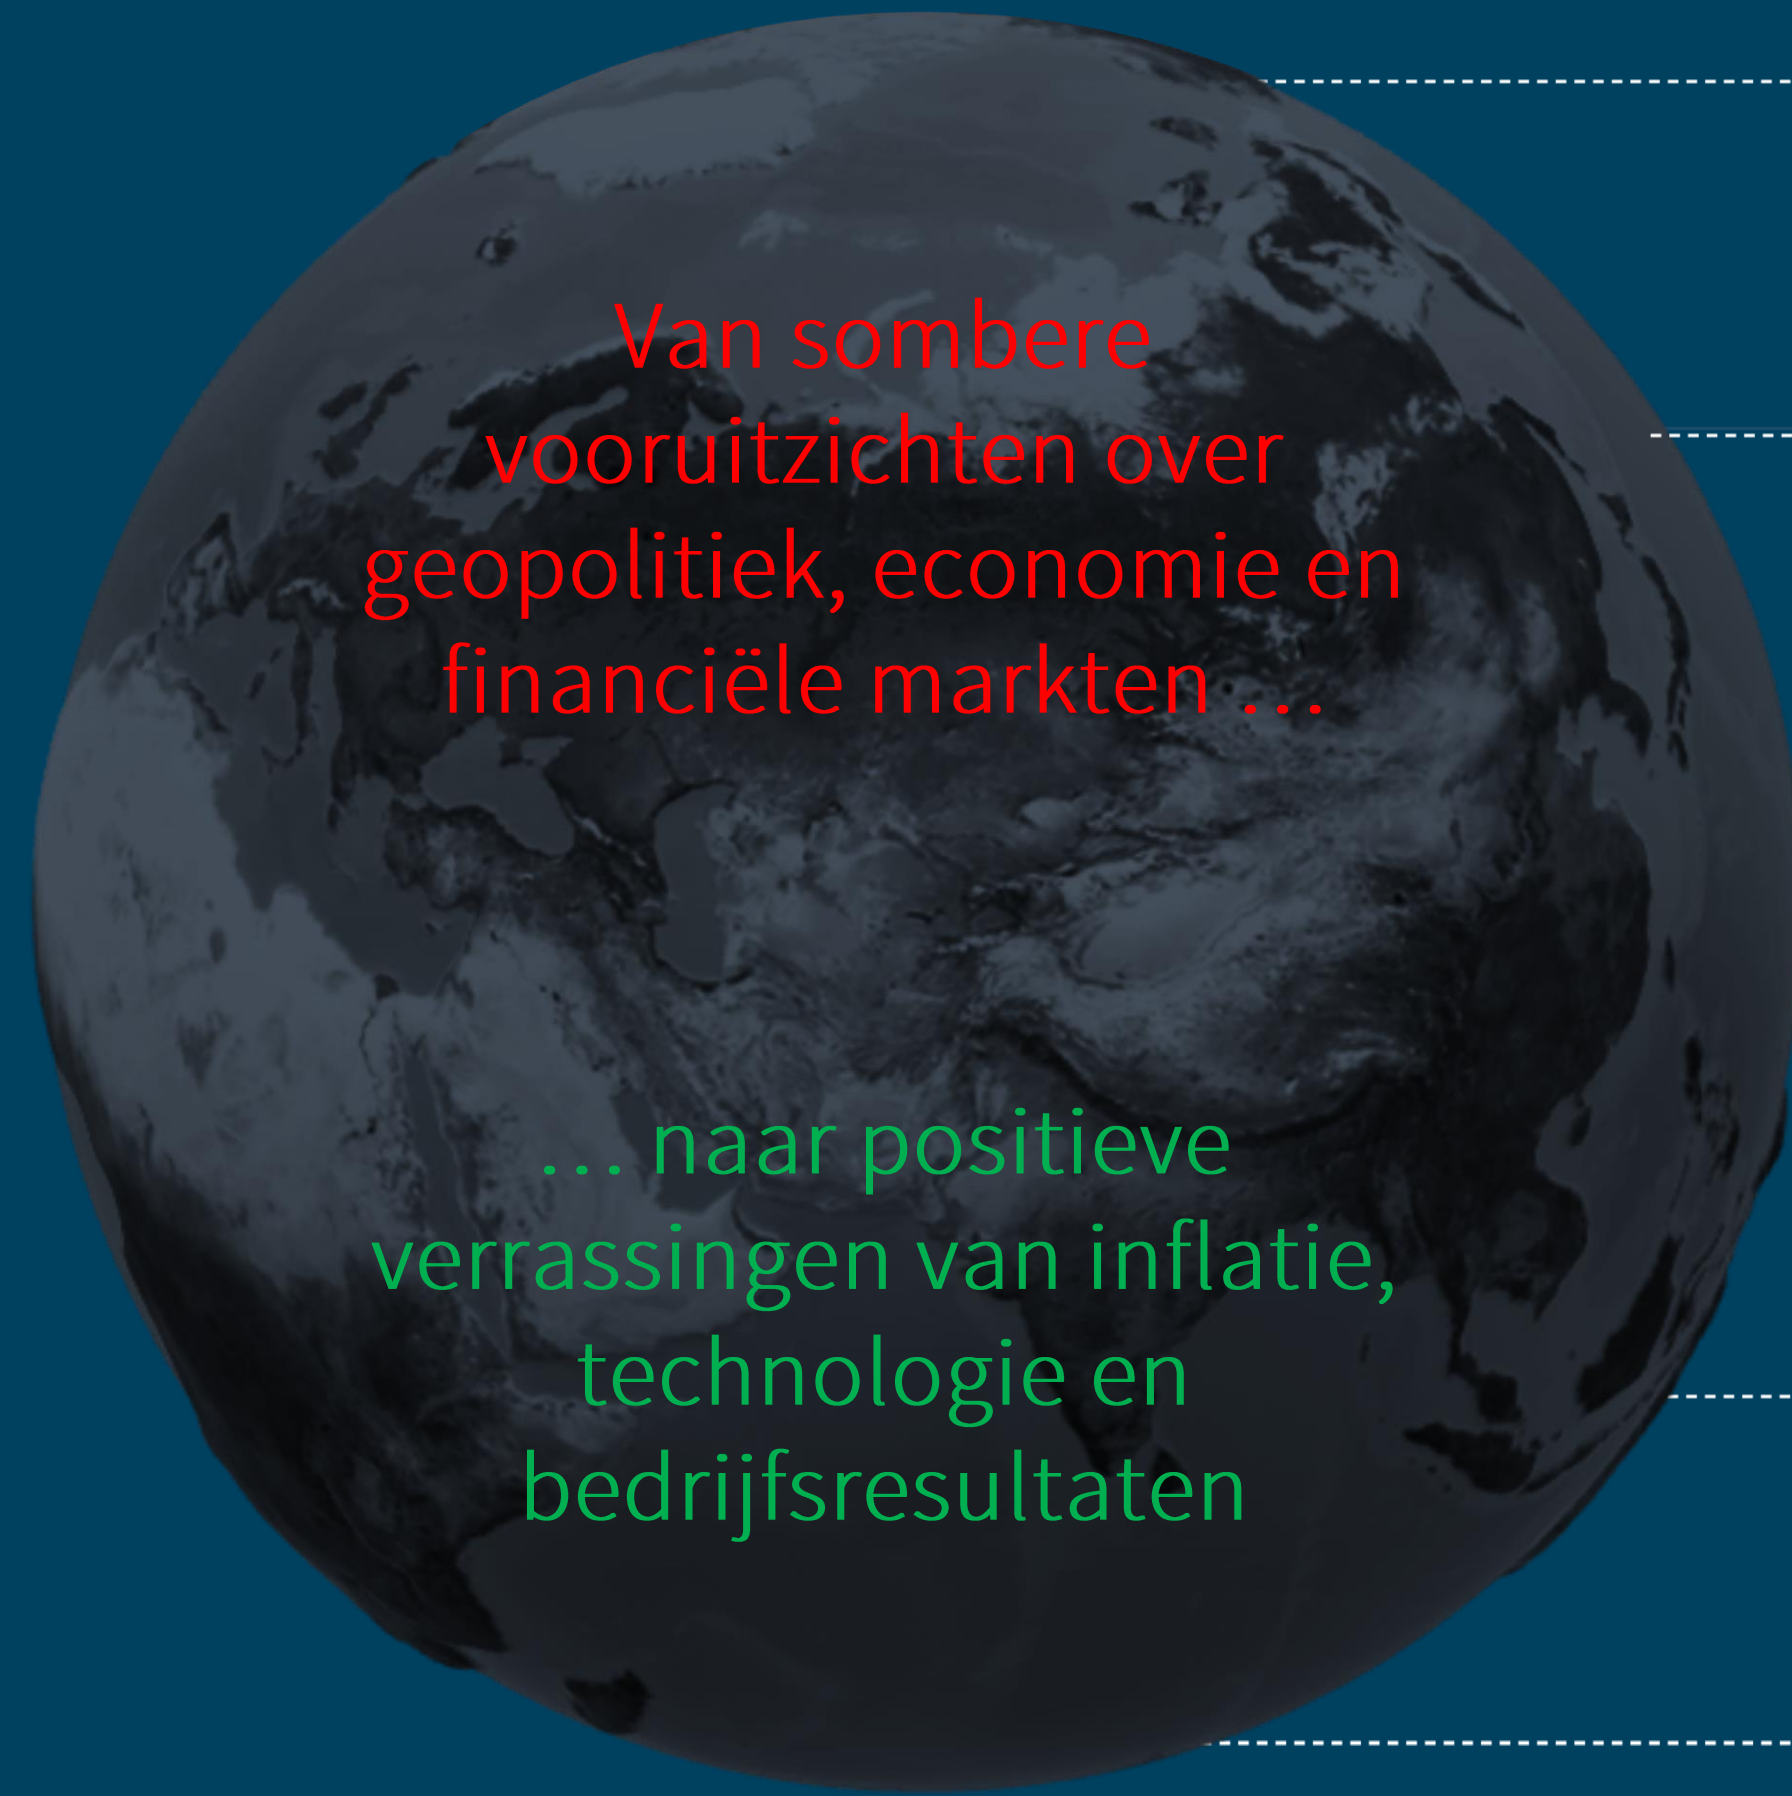 Van sombere
vooruitzichten over
geopolitiek, economie en
financiële markten ...
... naar positieve
verrassingen van inflatie,
technologie en
bedrijfsresultaten